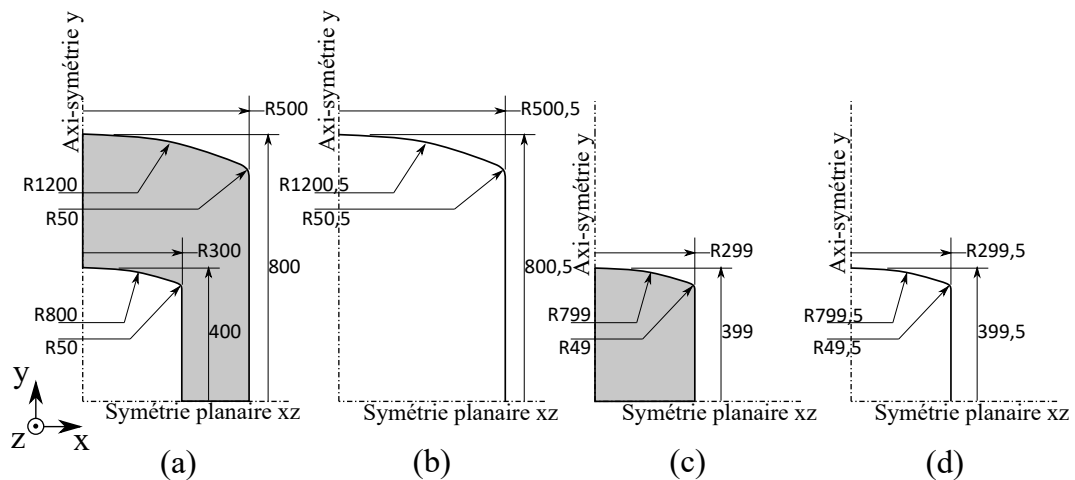 Axi-symétrie y
R500
R1200
R50
R300
800
R800
R50
400
Symétrie planaire xz
y
z
x
(a)
Axi-symétrie y
R500,5
R1200,5
R50,5
800,5
Symétrie planaire xz
(b)
Axi-symétrie y
R299
R799
R49
399
Symétrie planaire xz
(c)
Axi-symétrie y
R299,5
R799,5
R49,5
399,5
Symétrie planaire xz
(d)